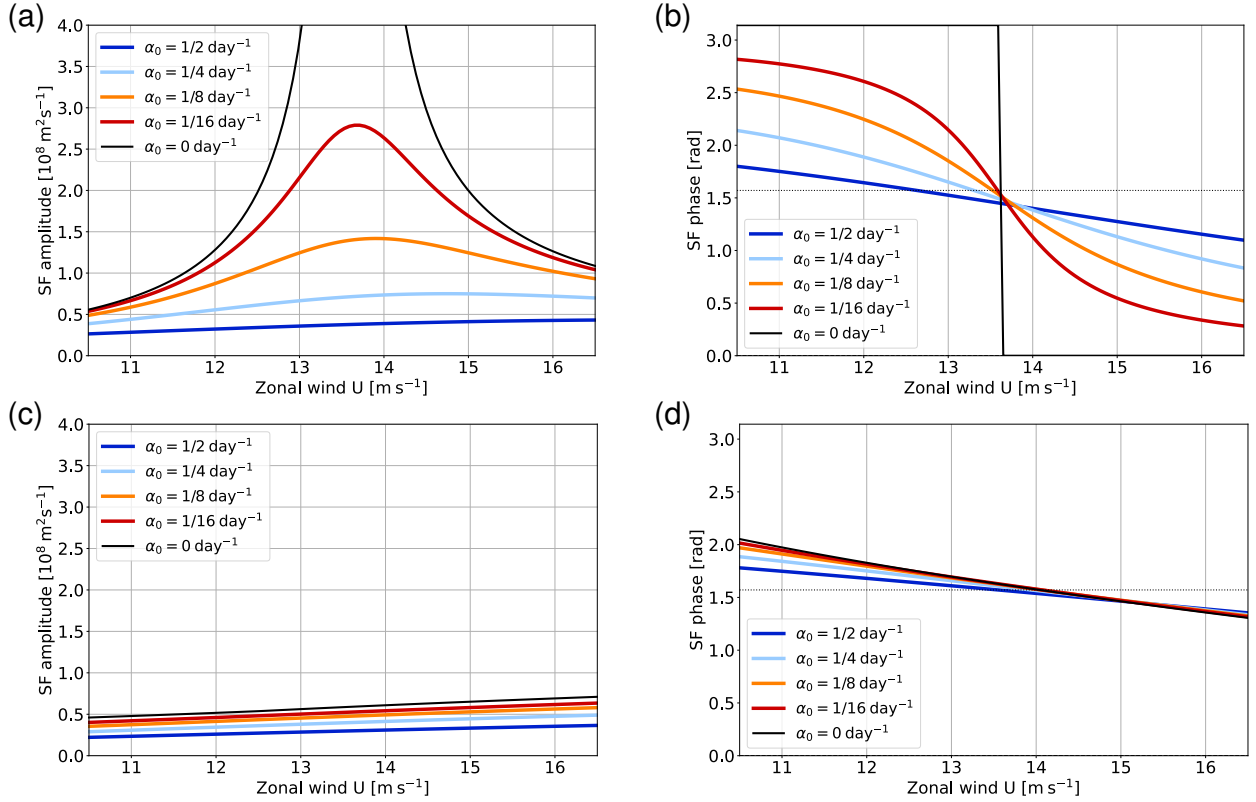 (a)
4.0
3.5
3.0
2.5
2.0
1.5
1.0
0.5
0.0
SF amplitude [10⁸ m²s⁻¹]
α₀ = 1/2 day⁻¹
α₀ = 1/4 day⁻¹
α₀ = 1/8 day⁻¹
α₀ = 1/16 day⁻¹
α₀ = 0 day⁻¹
11 12 13 14 15 16
Zonal wind U [m s⁻¹]
(b)
3.0
2.5
2.0
1.5
1.0
0.5
0.0
SF phase [rad]
α₀ = 1/2 day⁻¹
α₀ = 1/4 day⁻¹
α₀ = 1/8 day⁻¹
α₀ = 1/16 day⁻¹
α₀ = 0 day⁻¹
11 12 13 14 15 16
Zonal wind U [m s⁻¹]
(c)
4.0
3.5
3.0
2.5
2.0
1.5
1.0
0.5
0.0
SF amplitude [10⁸ m²s⁻¹]
α₀ = 1/2 day⁻¹
α₀ = 1/4 day⁻¹
α₀ = 1/8 day⁻¹
α₀ = 1/16 day⁻¹
α₀ = 0 day⁻¹
11 12 13 14 15 16
Zonal wind U [m s⁻¹]
(d)
3.0
2.5
2.0
1.5
1.0
0.5
0.0
SF phase [rad]
α₀ = 1/2 day⁻¹
α₀ = 1/4 day⁻¹
α₀ = 1/8 day⁻¹
α₀ = 1/16 day⁻¹
α₀ = 0 day⁻¹
11 12 13 14 15 16
Zonal wind U [m s⁻¹]